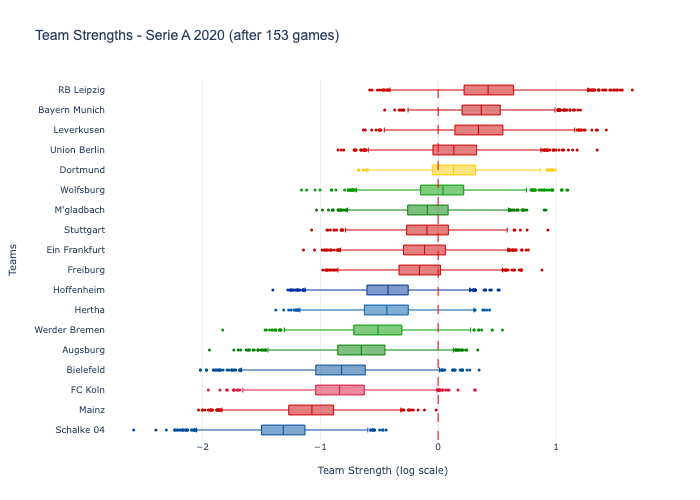 Team Strengths - Serie A 2020 (after 153 games)
RB Leipzig
Bayern Munich
Leverkusen
Union Berlin
Dortmund
Wolfsburg
M'gladbach
Stuttgart
Ein Frankfurt
Freiburg
Hoffenheim
Hertha
Werder Bremen
Augsburg
Bielefeld
FC Koln
Mainz
Schalke 04
Teams
−2 −1 0 1
Team Strength (log scale)